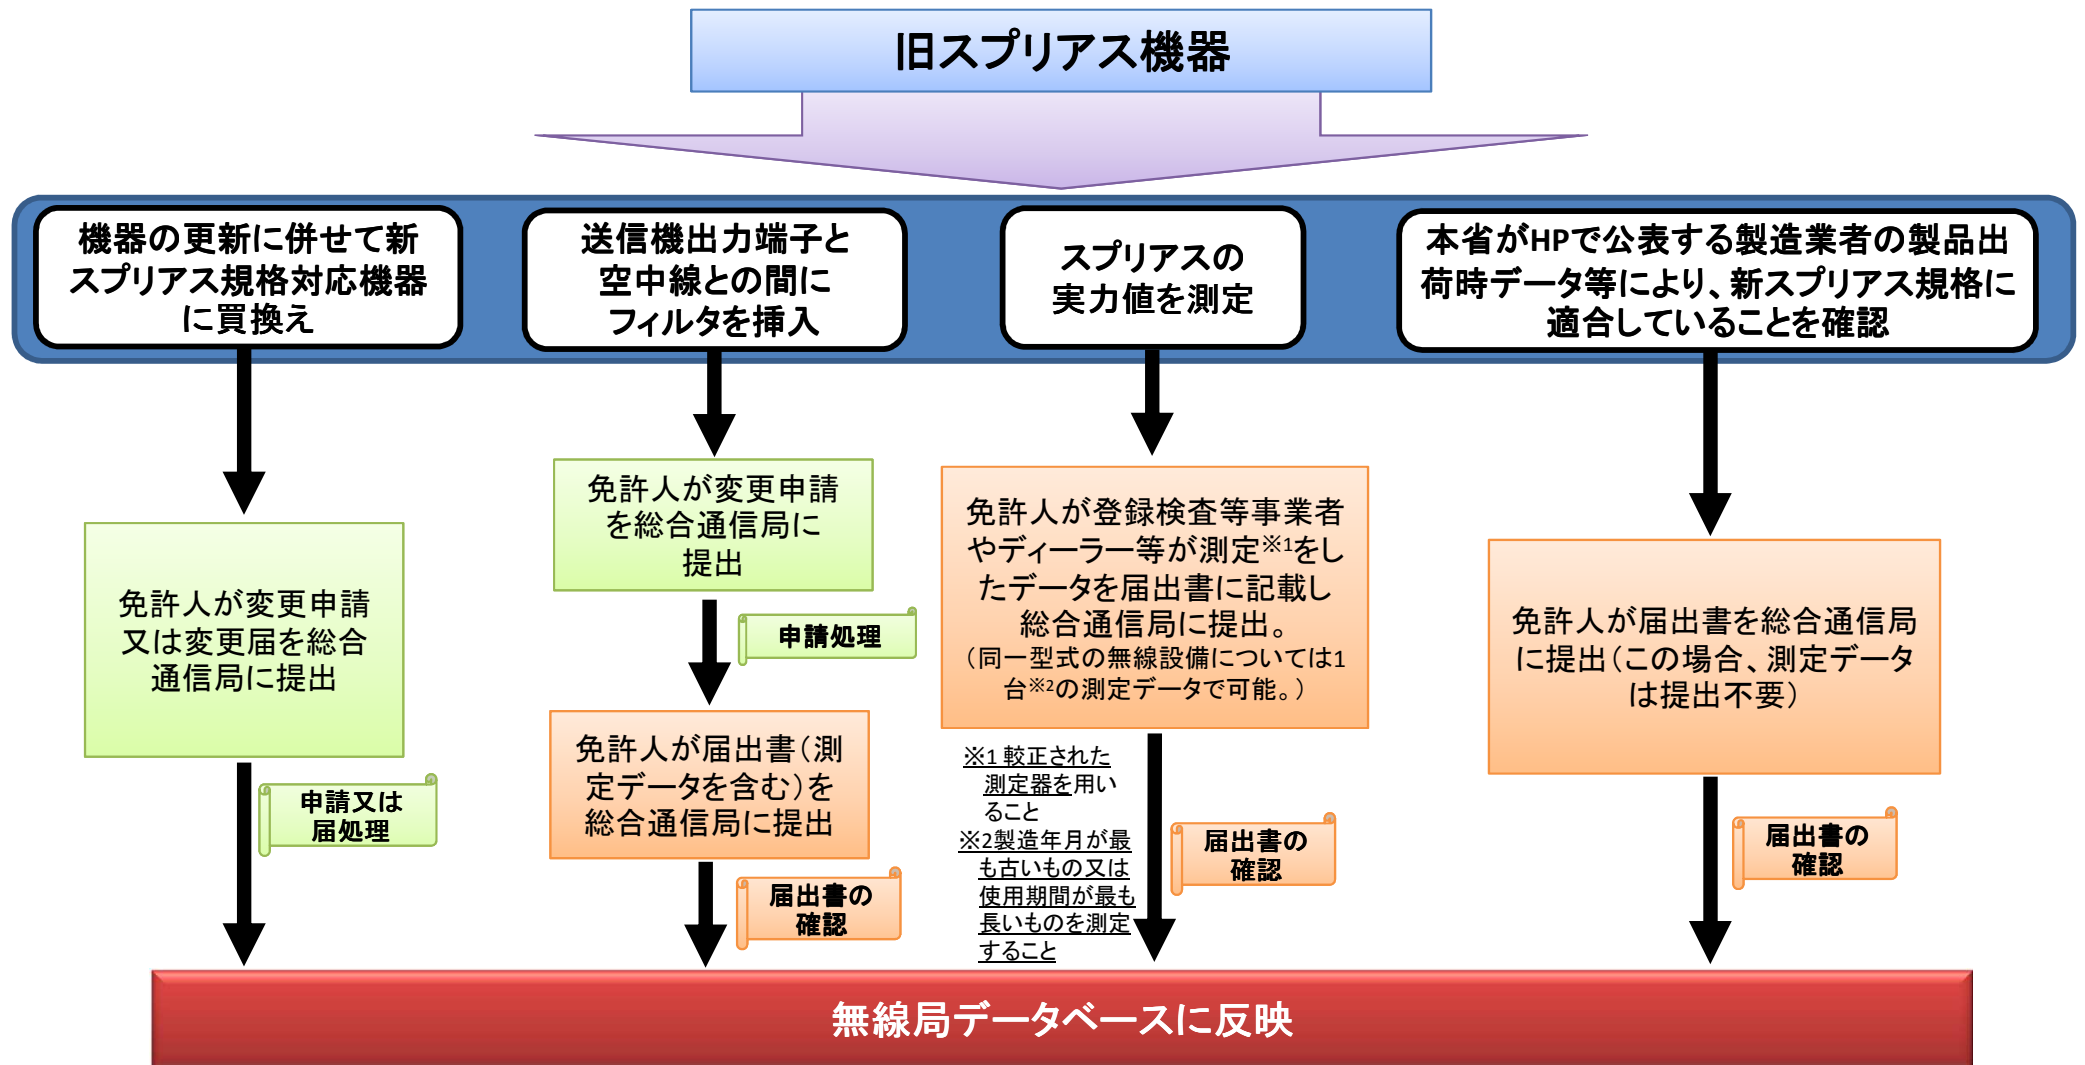 旧スプリアス機器
機器の更新に併せて新
スプリアス規格対応機器
に買換え
送信機出力端子と
空中線との間に
フィルタを挿入
スプリアスの
実力値を測定
本省がHPで公表する製造業者の製品出
荷時データ等により、新スプリアス規格に
適合していることを確認
免許人が変更申請
又は変更届を総合
通信局に提出
申請又は
届処理
免許人が変更申請
を総合通信局に
提出
申請処理
免許人が届出書（測
定データを含む）を
総合通信局に提出
届出書の
確認
免許人が登録検査等事業者
やディーラー等が測定※1をし
たデータを届出書に記載し
総合通信局に提出。
（同一型式の無線設備については1
台※2の測定データで可能。）
※1 較正された
測定器を用い
ること
※2製造年月が最
も古いもの又は
使用期間が最も
長いものを測定
すること
届出書の
確認
免許人が届出書を総合通信局
に提出（この場合、測定データ
は提出不要）
届出書の
確認
無線局データベースに反映